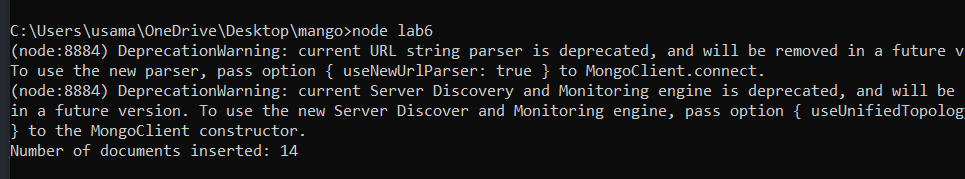 C:\Users\usama\OneDrive\Desktop\mango>node lab6
(node:8884) DeprecationWarning: current URL string parser is deprecated, and will be removed in a future v
To use the new parser, pass option { useNewUrlParser: true } to MongoClient.connect.
(node:8884) DeprecationWarning: current Server Discovery and Monitoring engine is deprecated, and will be
in a future version. To use the new Server Discover and Monitoring engine, pass option { useUnifiedTopolog
} to the MongoClient constructor.
Number of documents inserted: 14